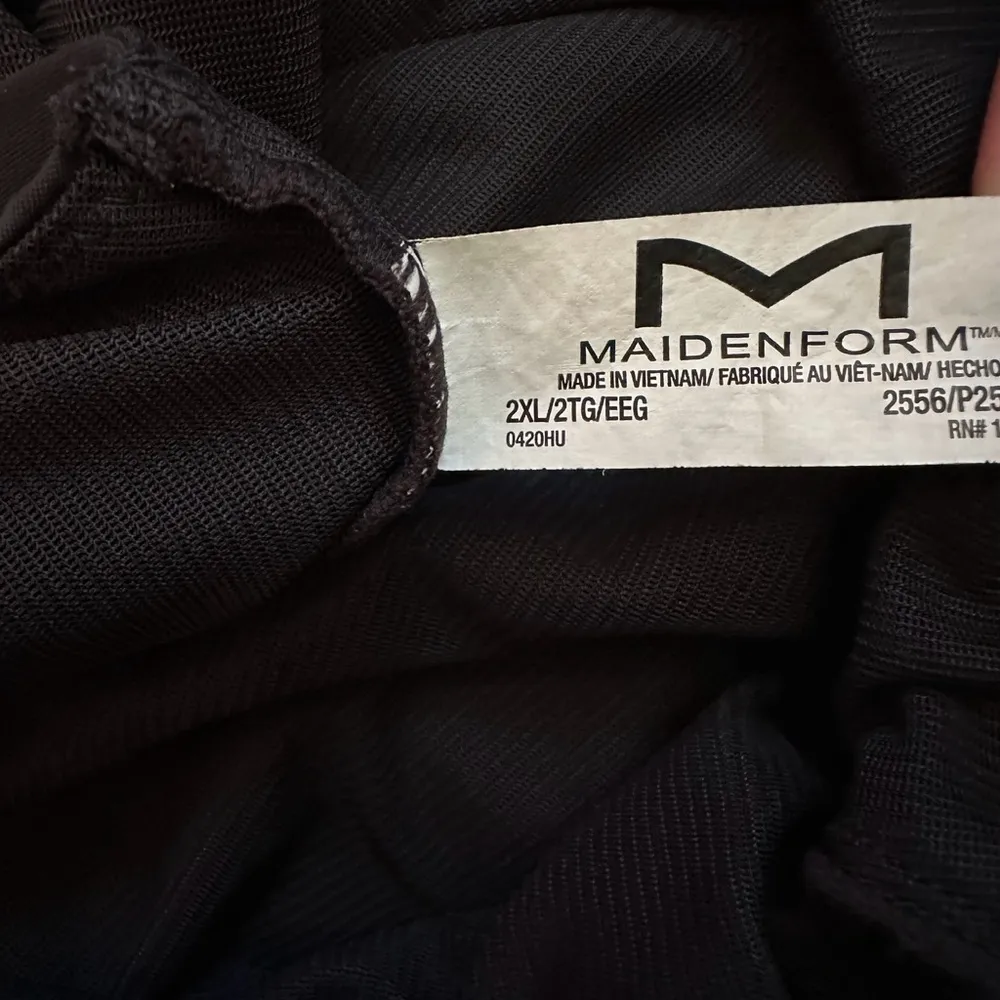 M
MAIDENFORM™
MADE IN VIETNAM/ FABRIQUÉ AU VIÊT-NAM/ HECHO
2XL/2TG/EEG 2556/P25
0420HU RN# 1